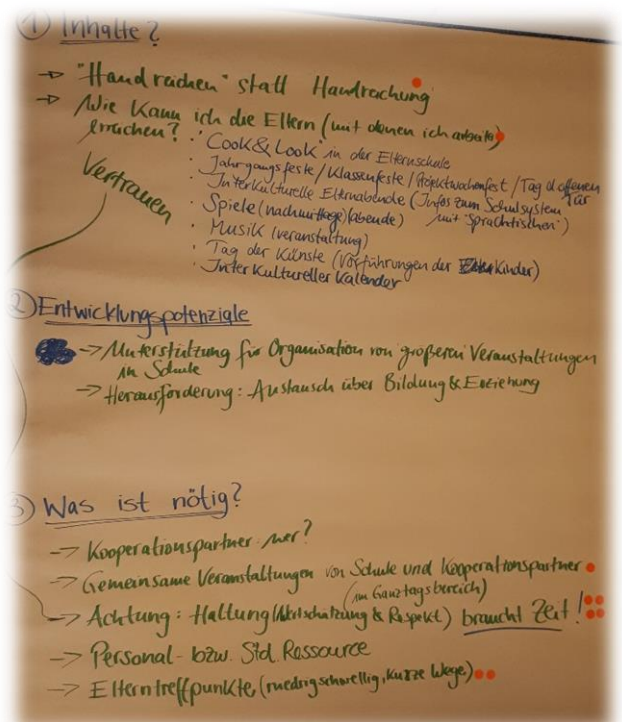 ① Inhalte?
-> "Handreichen" statt Handreichung
-> Wie kann ich die Eltern (mit denen ich arbeite)
erreichen?
· "Cook & Look" in der Elternschule
· Jahrgangsfeste / Klassenfeste / Projektwochenfest / Tag d. offenen
Tür
· Interkulturelle Elternabende (Infos zum Schulsystem
mit "Sprachtischen")
· Spiele (nachmittage) (abende)
· Musik (veranstaltung)
· Tag der Künste (Vorführungen der Kinder)
· Interkultureller Kalender
Vertrauen
② Entwicklungspotenziale
-> Unterstützung für Organisation von größeren Veranstaltungen
in Schule
-> Herausforderung: Austausch über Bildung & Erziehung
③ Was ist nötig?
-> Kooperationspartner wer?
-> Gemeinsame Veranstaltungen von Schule und Kooperationspartner
(im Ganztagsbereich)
-> Achtung: Haltung (Wertschätzung & Respekt) braucht Zeit!
-> Personal- bzw. Std. Ressource
-> Elterntreffpunkte, (niedrigschwellig, kurze Wege)